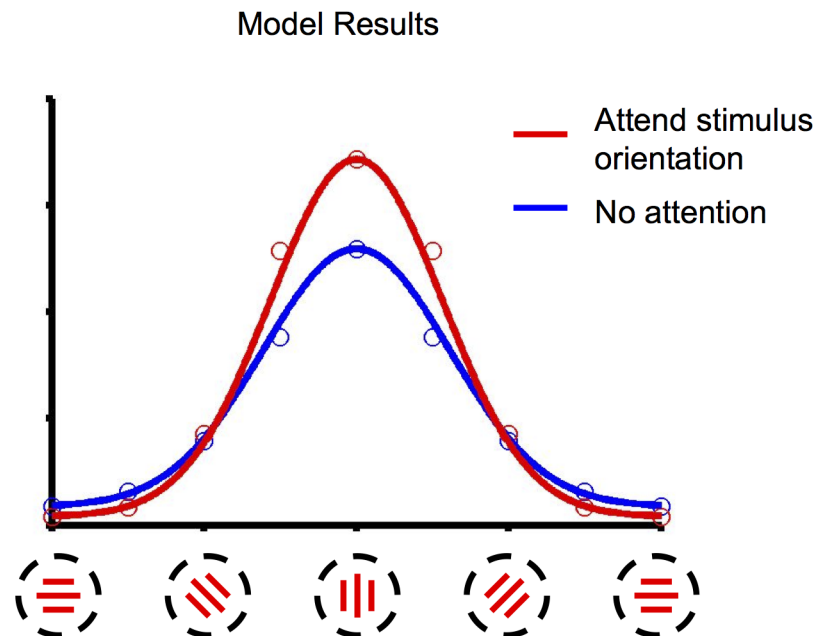 Model Results
Attend stimulus
orientation
No attention